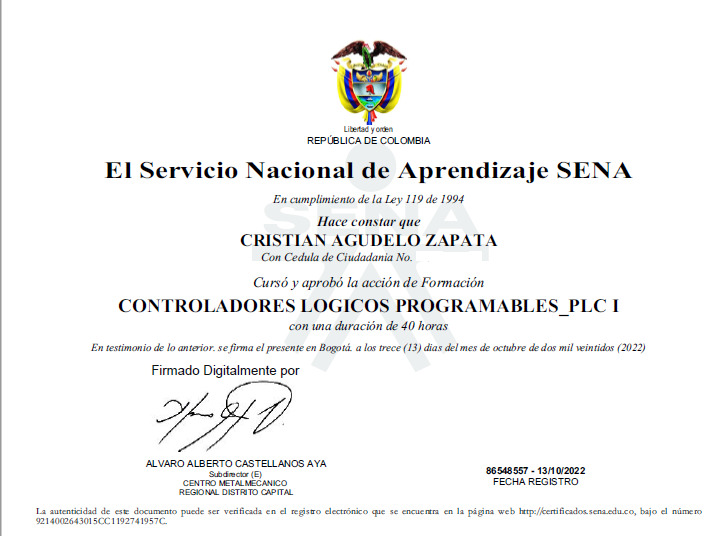 Libertad y orden
REPÚBLICA DE COLOMBIA
El Servicio Nacional de Aprendizaje SENA
En cumplimiento de la Ley 119 de 1994
SENA
Hace constar que
CRISTIAN AGUDELO ZAPATA
Con Cedula de Ciudadania No.
Cursó y aprobó la acción de Formación
CONTROLADORES LOGICOS PROGRAMABLES_PLC I
con una duración de 40 horas
En testimonio de lo anterior. se firma el presente en Bogotá. a los trece (13) dias del mes de octubre de dos mil veintidos (2022)
Firmado Digitalmente por
ALVARO ALBERTO CASTELLANOS AYA
Subdirector (E)
CENTRO METALMECANICO
REGIONAL DISTRITO CAPITAL
86548557 - 13/10/2022
FECHA REGISTRO
La autenticidad de este documento puede ser verificada en el registro electrónico que se encuentra en la página web http://certificados.sena.edu.co, bajo el número
9214002643015CC1192741957C.